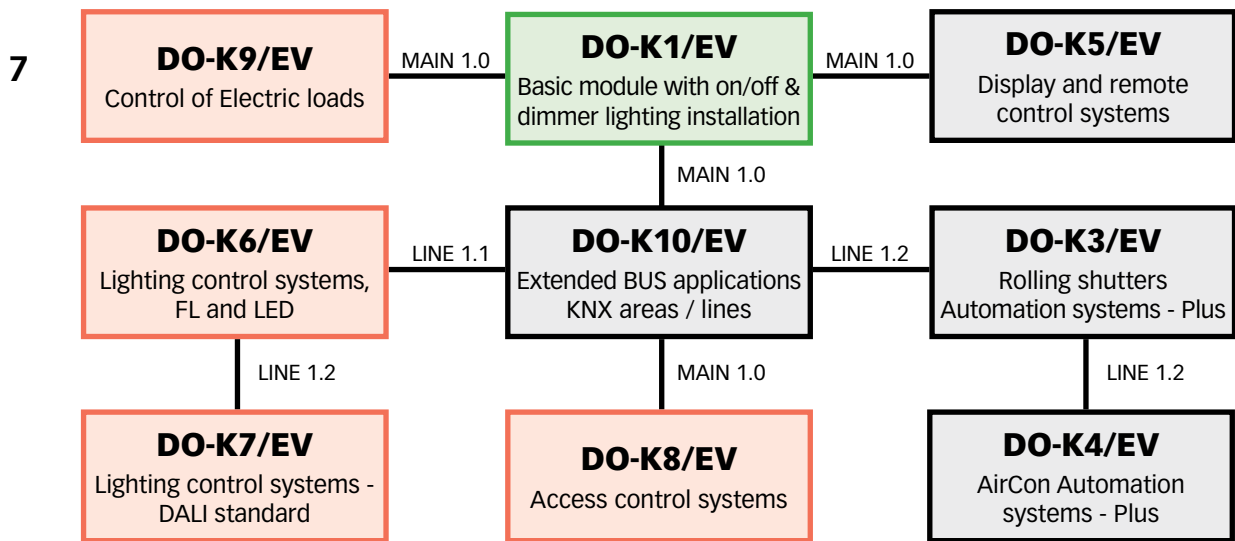 7
DO-K9/EV
Control of Electric loads
MAIN 1.0
DO-K1/EV
Basic module with on/off &
dimmer lighting installation
MAIN 1.0
DO-K5/EV
Display and remote
control systems
MAIN 1.0
DO-K6/EV
Lighting control systems,
FL and LED
LINE 1.1
DO-K10/EV
Extended BUS applications
KNX areas / lines
LINE 1.2
DO-K3/EV
Rolling shutters
Automation systems - Plus
LINE 1.2
MAIN 1.0
LINE 1.2
DO-K7/EV
Lighting control systems -
DALI standard
DO-K8/EV
Access control systems
DO-K4/EV
AirCon Automation
systems - Plus